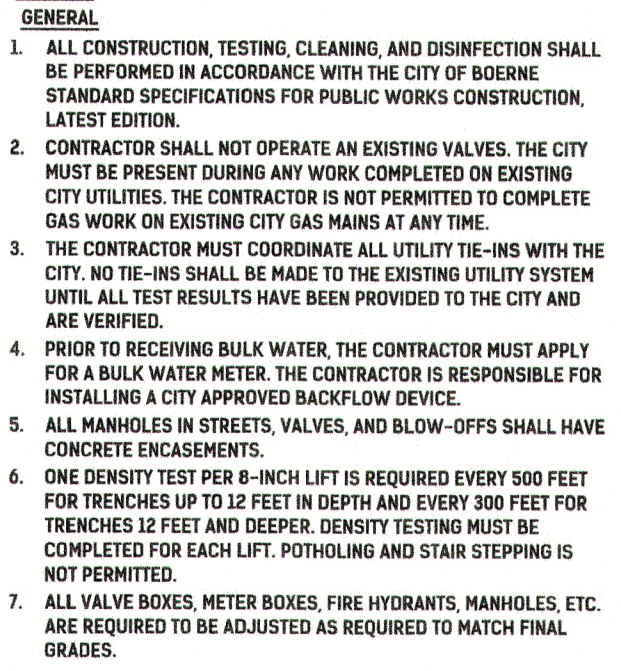 GENERAL
1. ALL CONSTRUCTION, TESTING, CLEANING, AND DISINFECTION SHALL
BE PERFORMED IN ACCORDANCE WITH THE CITY OF BOERNE
STANDARD SPECIFICATIONS FOR PUBLIC WORKS CONSTRUCTION,
LATEST EDITION.
2. CONTRACTOR SHALL NOT OPERATE AN EXISTING VALVES. THE CITY
MUST BE PRESENT DURING ANY WORK COMPLETED ON EXISTING
CITY UTILITIES. THE CONTRACTOR IS NOT PERMITTED TO COMPLETE
GAS WORK ON EXISTING CITY GAS MAINS AT ANY TIME.
3. THE CONTRACTOR MUST COORDINATE ALL UTILITY TIE-INS WITH THE
CITY. NO TIE-INS SHALL BE MADE TO THE EXISTING UTILITY SYSTEM
UNTIL ALL TEST RESULTS HAVE BEEN PROVIDED TO THE CITY AND
ARE VERIFIED.
4. PRIOR TO RECEIVING BULK WATER, THE CONTRACTOR MUST APPLY
FOR A BULK WATER METER. THE CONTRACTOR IS RESPONSIBLE FOR
INSTALLING A CITY APPROVED BACKFLOW DEVICE.
5. ALL MANHOLES IN STREETS, VALVES, AND BLOW-OFFS SHALL HAVE
CONCRETE ENCASEMENTS.
6. ONE DENSITY TEST PER 8-INCH LIFT IS REQUIRED EVERY 500 FEET
FOR TRENCHES UP TO 12 FEET IN DEPTH AND EVERY 300 FEET FOR
TRENCHES 12 FEET AND DEEPER. DENSITY TESTING MUST BE
COMPLETED FOR EACH LIFT. POTHOLING AND STAIR STEPPING IS
NOT PERMITTED.
7. ALL VALVE BOXES, METER BOXES, FIRE HYDRANTS, MANHOLES, ETC.
ARE REQUIRED TO BE ADJUSTED AS REQUIRED TO MATCH FINAL
GRADES.